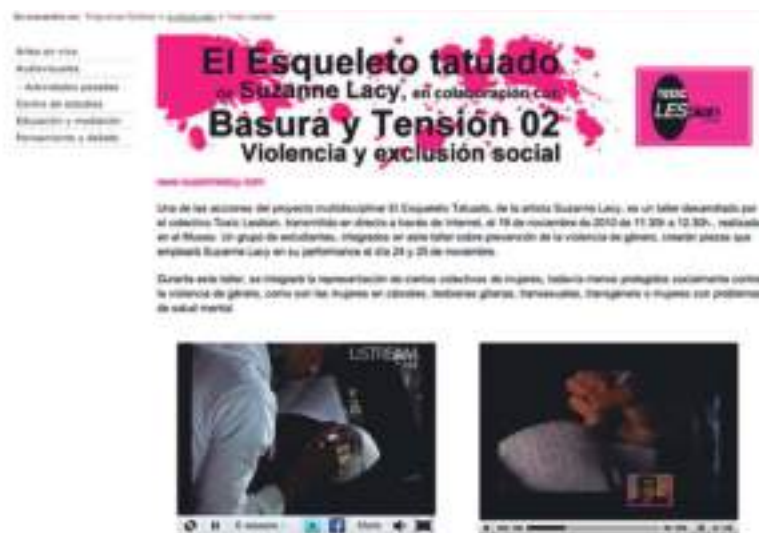 Artes en vivo
Audiovisuales
- Actividades pasadas
Centro de estudios
Educación y mediación
Pensamiento y debate
El Esqueleto tatuado
de Suzanne Lacy, en colaboración con
Basura y Tensión 02
Violencia y exclusión social
TOXIC
LESBIAN
www.suzannelacy.com
Una de las acciones del proyecto multidisciplinar El Esqueleto Tatuado, de la artista Suzanne Lacy, es un taller desarrollado por
el colectivo Toxic Lesbian, transmitido en directo a través de Internet, el 19 de noviembre de 2010 de 11:30h a 12:30h., realizado
en el Museo. Un grupo de estudiantes, integrados en este taller sobre prevención de la violencia de género, crearán piezas que
empleará Suzanne Lacy en su performance el día 24 y 25 de noviembre.
Durante este taller, se integrará la representación de ciertos colectivos de mujeres, todavía menos protegidos socialmente contra
la violencia de género, como son las mujeres en cárceles, lesbianas gitanas, transexuales, transgénero o mujeres con problemas
de salud mental
USTREAM
Menu